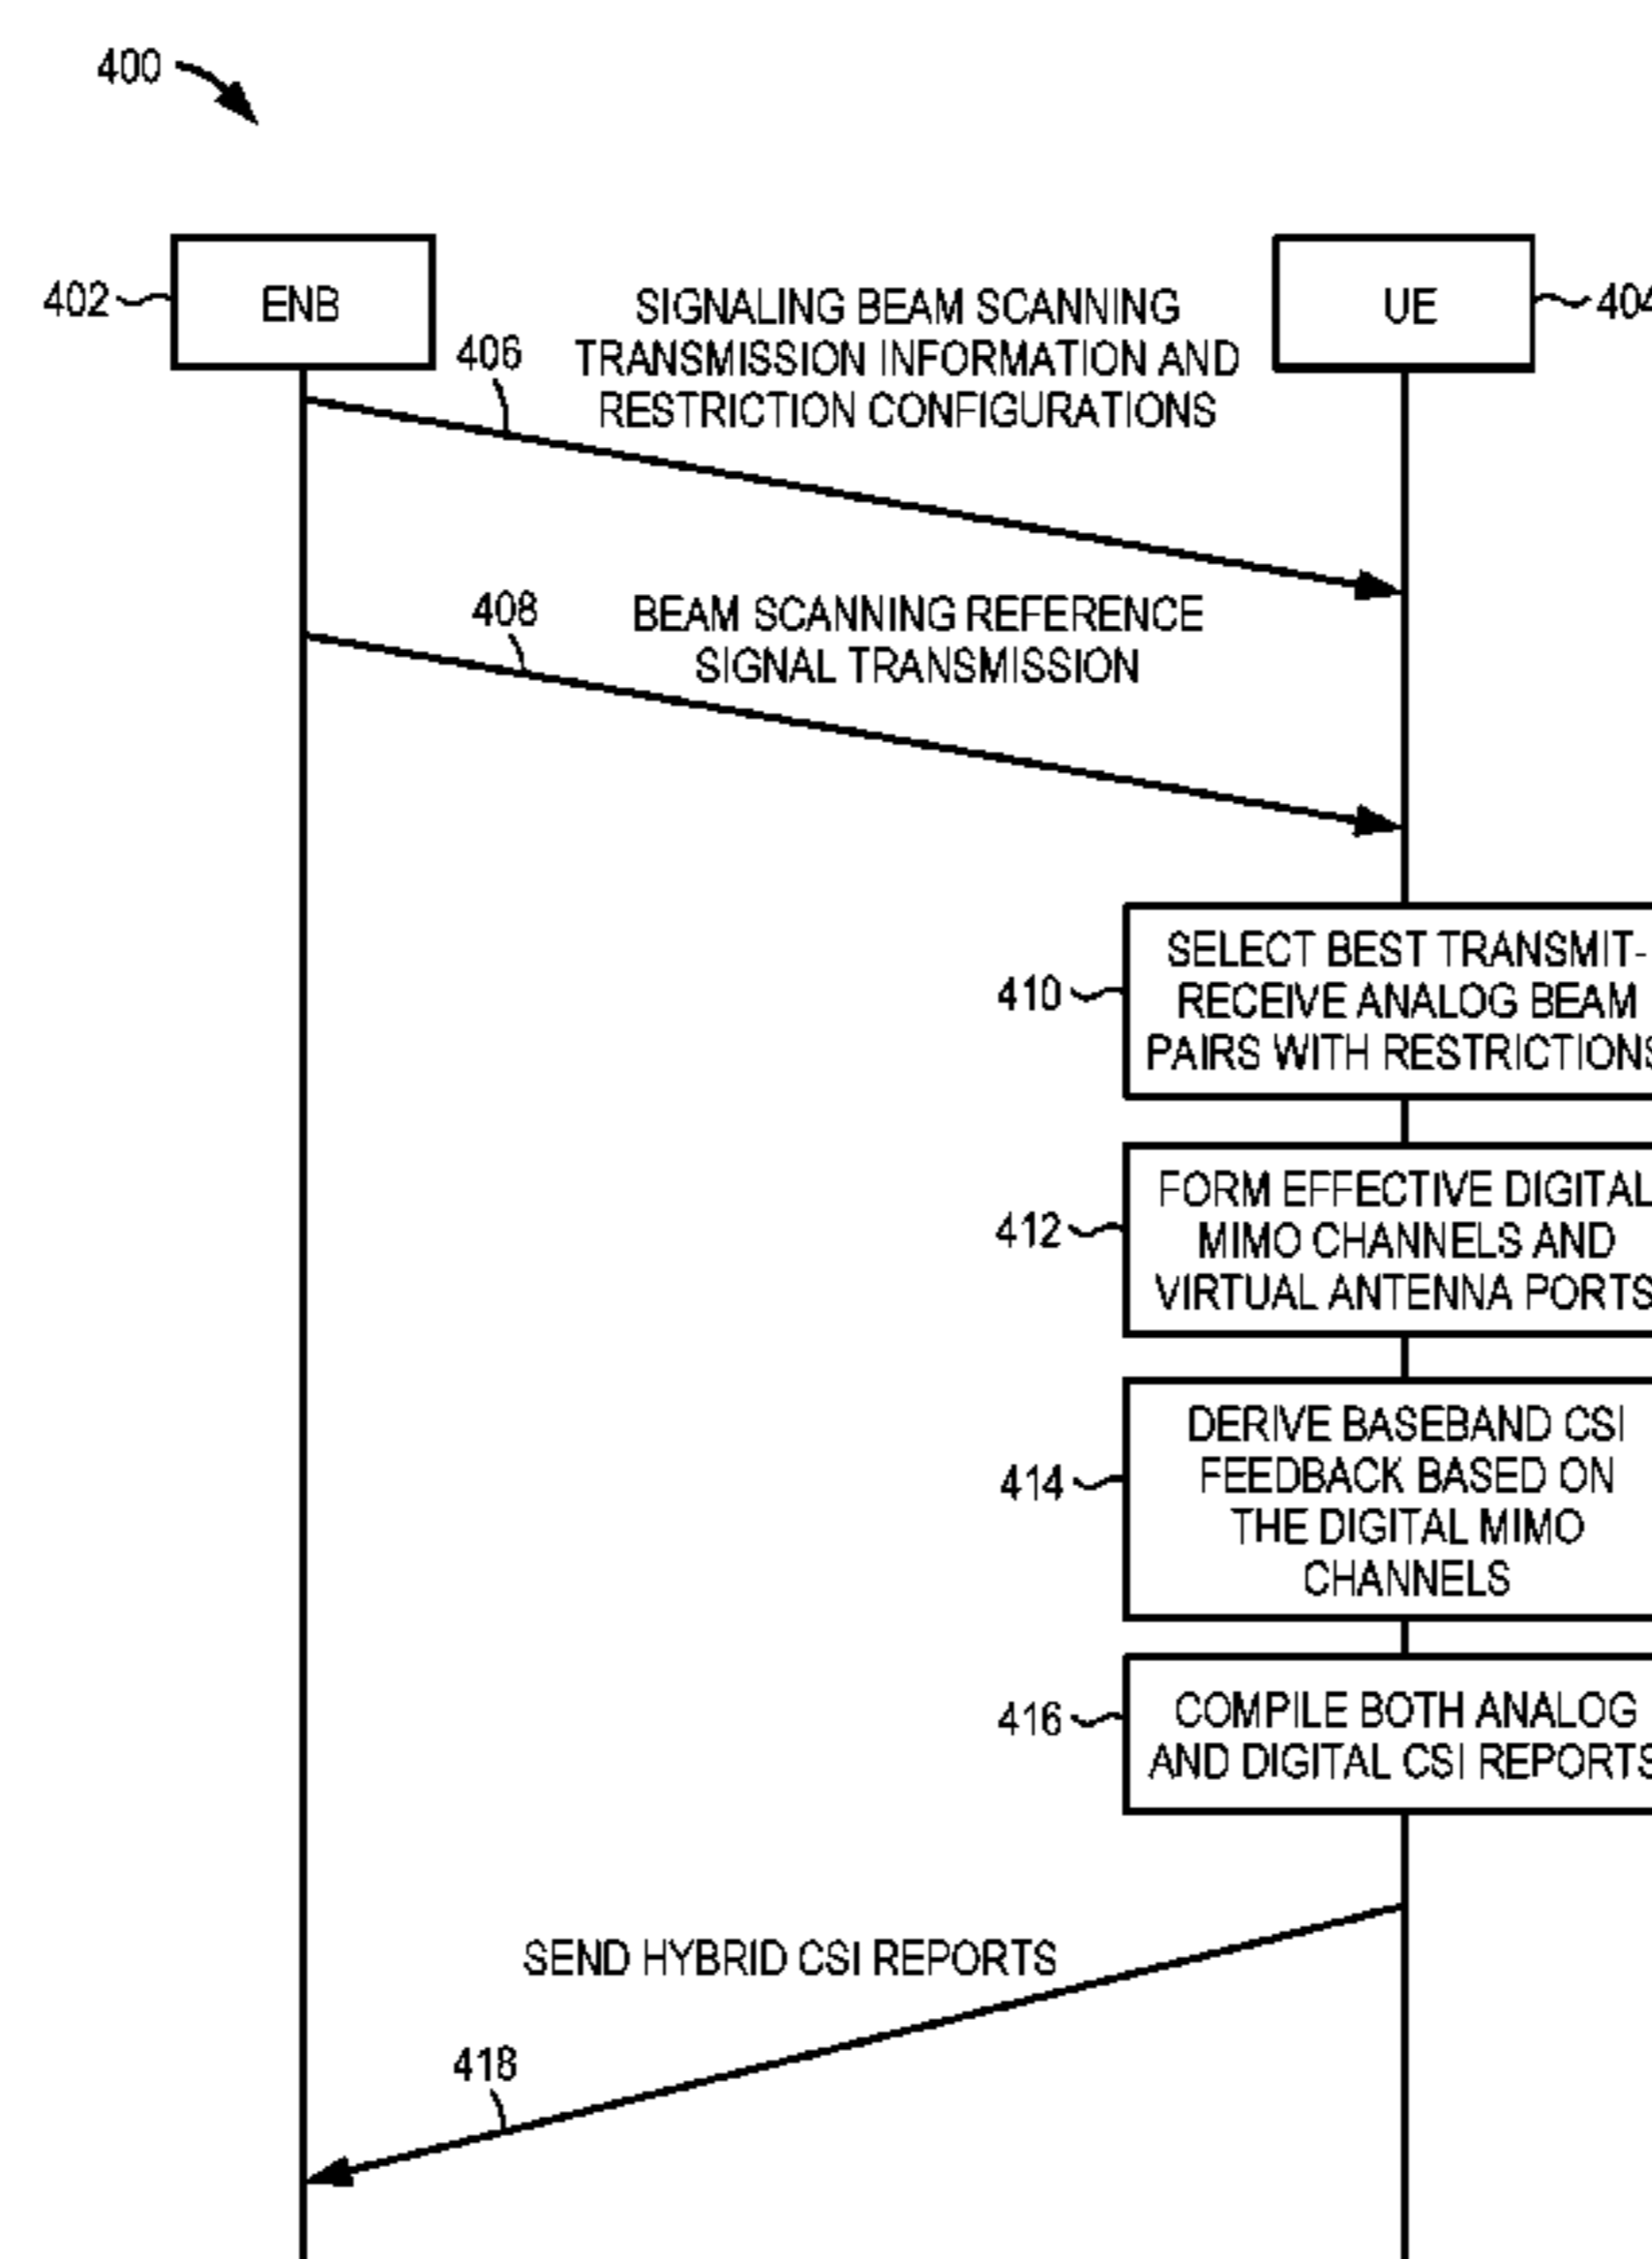 400
402
ENB
UE
404
406
SIGNALING BEAM SCANNING
TRANSMISSION INFORMATION AND
RESTRICTION CONFIGURATIONS
408
BEAM SCANNING REFERENCE
SIGNAL TRANSMISSION
410
SELECT BEST TRANSMIT-
RECEIVE ANALOG BEAM
PAIRS WITH RESTRICTIONS
412
FORM EFFECTIVE DIGITAL
MIMO CHANNELS AND
VIRTUAL ANTENNA PORTS
414
DERIVE BASEBAND CSI
FEEDBACK BASED ON
THE DIGITAL MIMO
CHANNELS
416
COMPILE BOTH ANALOG
AND DIGITAL CSI REPORTS
SEND HYBRID CSI REPORTS
418